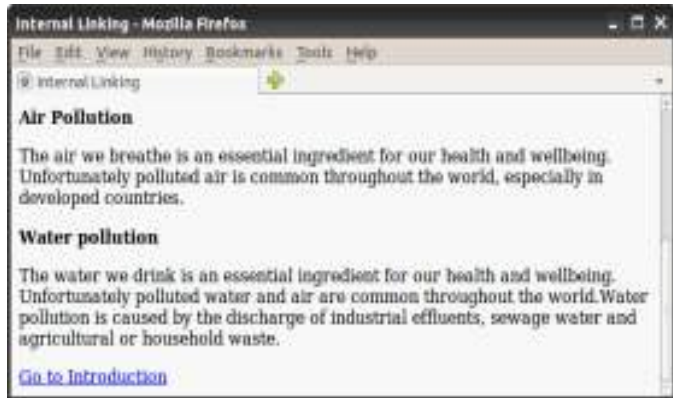 Internal Linking - Mozilla Firefox
File Edit View History Bookmarks Tools Help
Internal Linking
Air Pollution
The air we breathe is an essential ingredient for our health and wellbeing.
Unfortunately polluted air is common throughout the world, especially in
developed countries.
Water pollution
The water we drink is an essential ingredient for our health and wellbeing.
Unfortunately polluted water and air are common throughout the world.Water
pollution is caused by the discharge of industrial effluents, sewage water and
agricultural or household waste.
Go to Introduction